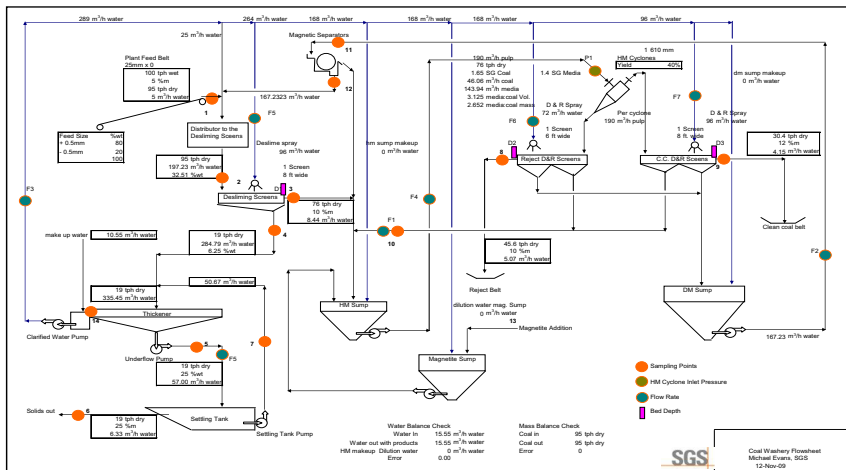 289 m³/h water
264 m³/h water
168 m³/h water
168 m³/h water
168 m³/h water
96 m³/h water
25 m³/h water
Magnetic Separators
11
12
Plant Feed Belt
25mm x 0
100 tph wet
5 %m
95 tph dry
5 m³/h water
1
167.2323 m³/h water
190 m³/h pulp
76 tph dry
1.65 SG Coal
46.06 m³/h coal
143.94 m³/h media
3.125 media:coal Vol.
2.652 media:coal mass
P1
1.4 SG Media
1 610 mm
HM Cyclones
Yield 40%
dm sump makeup
0 m³/h water
Feed Size %wt
+ 0.5mm 80
- 0.5mm 20
100
Distributor to the
Desliming Sceens
F5
Deslime spray
96 m³/h water
hm sump makeup
0 m³/h water
F6
D & R Spray
72 m³/h water
Per cyclone
190 m³/h pulp
F7
D & R Spray
96 m³/h water
1 Screen
6 ft wide
1 Screen
8 ft. wide
D2
8
Reject D&R Sceens
C.C. D&R Sceens
D3
9
30.4 tph dry
12 %m
4.15 m³/h water
95 tph dry
197.23 m³/h water
32.51 %wt
2
1 Screen
8 ft wide
D1
3
Desliming Screens
76 tph dry
10 %m
8.44 m³/h water
4
F3
F4
F1
10
F2
Clean coal belt
make up water
10.55 m³/h water
19 tph dry
284.79 m³/h water
6.25 %wt
45.6 tph dry
10 %m
5.07 m³/h water
Reject Belt
50.67 m³/h water
19 tph dry
335.45 m³/h water
Thickener
14
Clarified Water Pump
HM Sump
dilution water mag. Sump
0 m³/h water
13
Magnetite Addition
DM Sump
167.23 m³/h water
Underflow Pump
5
F5
7
19 tph dry
25 %wt
57.00 m³/h water
Magnetite Sump
Sampling Points
HM Cyclone Inlet Pressure
Flow Rate
Bed Depth
Solids out
6
19 tph dry
25 %m
6.33 m³/h water
Settling Tank
Settling Tank Pump
Water Balance Check
Water In 15.55 m³/h water
Water out with products 15.55 m³/h water
HM makeup Dilution water 0 m³/h water
Error 0.00
Mass Balance Check
Coal in 95 tph dry
Coal out 95 tph dry
Error 0
SGS
Coal Washery Flowsheet
Michael Evans, SGS
12-Nov-09